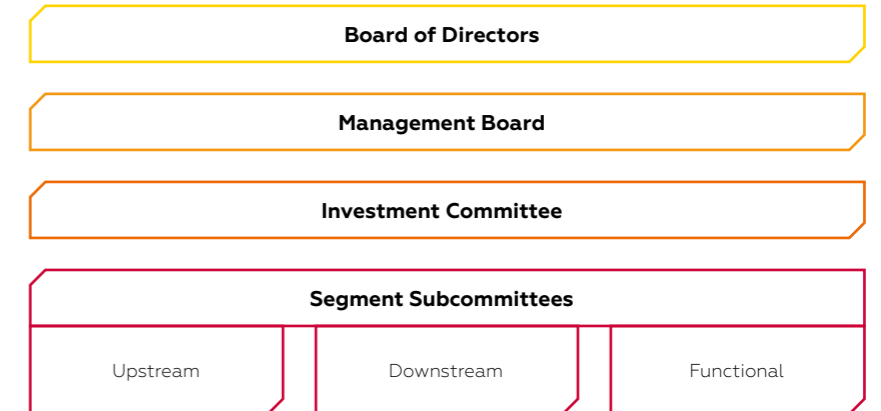 Board of Directors
Management Board
Investment Committee
Segment Subcommittees
Upstream
Downstream
Functional